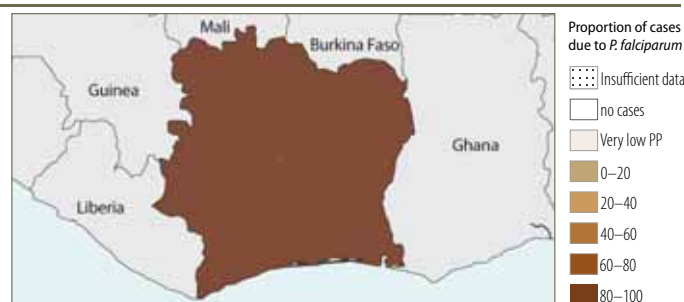 Mali
Burkina Faso
Guinea
Ghana
Liberia
Proportion of cases
due to P. falciparum
Insufficient data
no cases
Very low PP
0–20
20–40
40–60
60–80
80–100